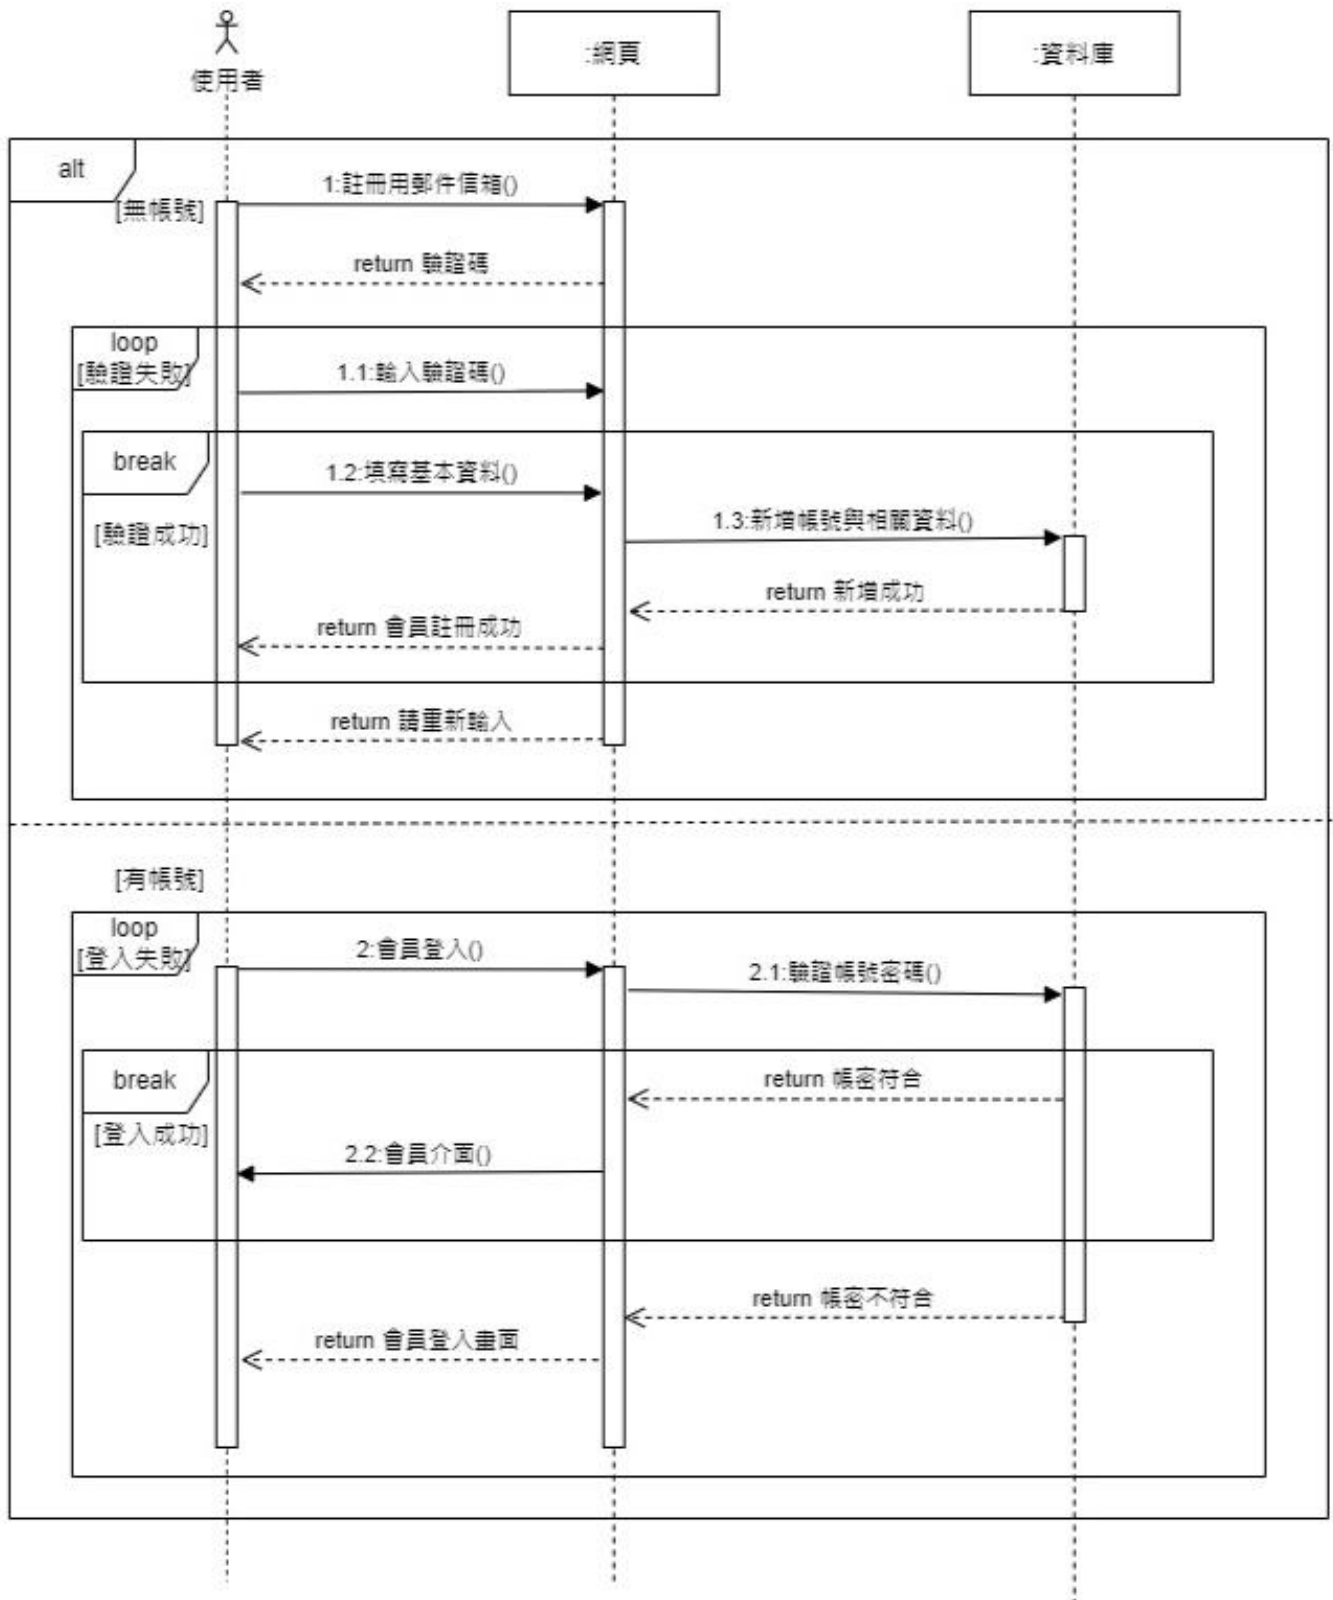 使用者
:網頁
:資料庫
alt
[無帳號]
1:註冊用郵件信箱()
return 驗證碼
loop
[驗證失敗]
1.1:輸入驗證碼()
break
[驗證成功]
1.2:填寫基本資料()
1.3:新增帳號與相關資料()
return 新增成功
return 會員註冊成功
return 請重新輸入
[有帳號]
loop
[登入失敗]
2:會員登入()
2.1:驗證帳號密碼()
break
[登入成功]
return 帳密符合
2.2:會員介面()
return 帳密不符合
return 會員登入畫面